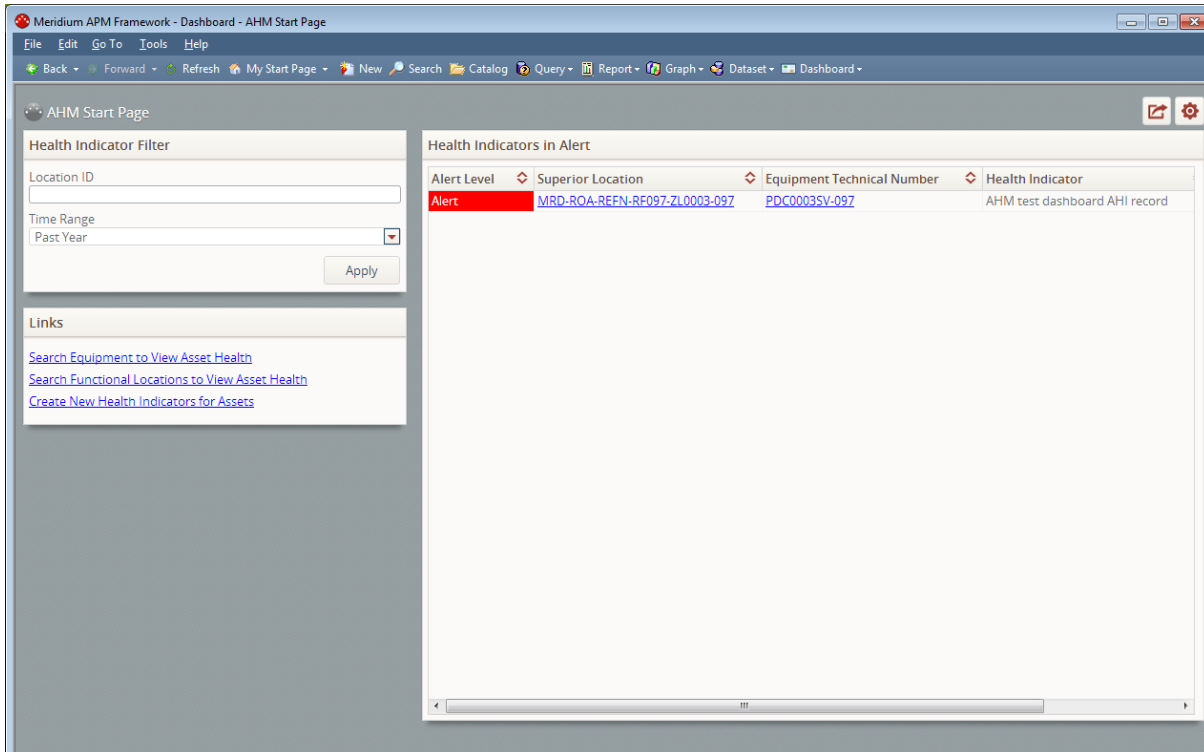 Meridium APM Framework - Dashboard - AHM Start Page
File Edit Go To Tools Help
Back Forward Refresh My Start Page New Search Catalog Query Report Graph Dataset Dashboard
AHM Start Page
Health Indicator Filter
Location ID
Time Range
Past Year
Apply
Links
Search Equipment to View Asset Health
Search Functional Locations to View Asset Health
Create New Health Indicators for Assets
Health Indicators in Alert
Alert Level Superior Location Equipment Technical Number Health Indicator
Alert MRD-ROA-REFN-RF097-ZL0003-097 PDC0003SV-097 AHM test dashboard AHI record